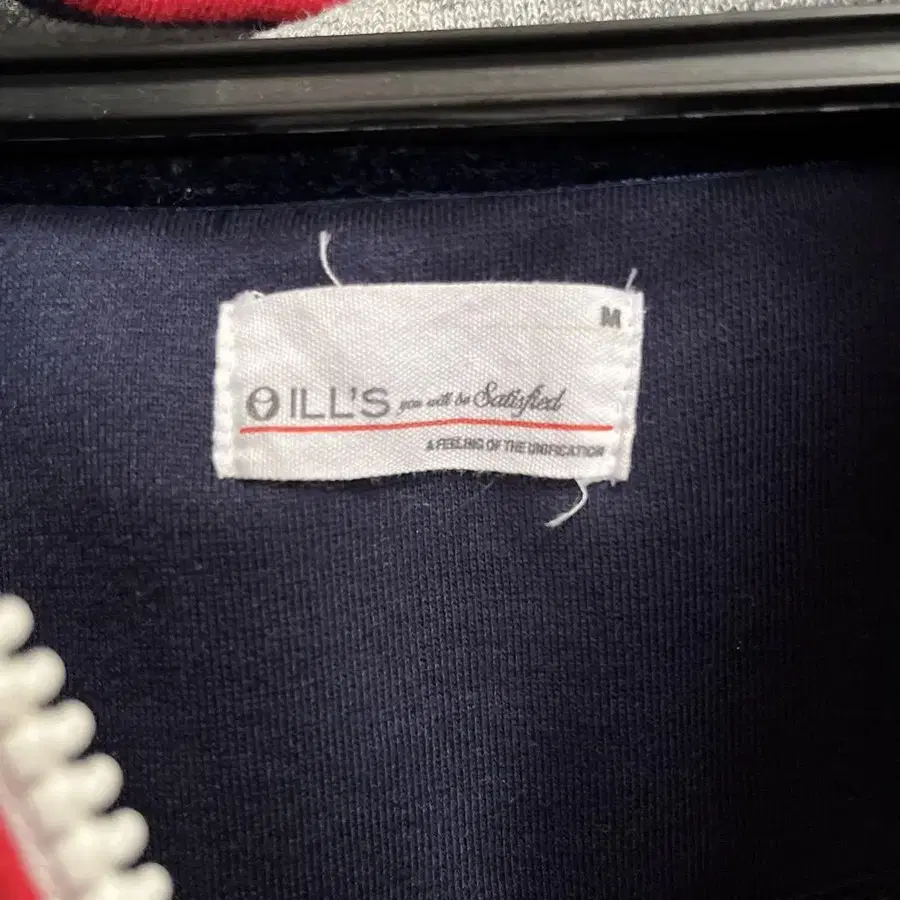 M
ILL'S you will be Satisfied
A FEELING OF THE UNIFICATION